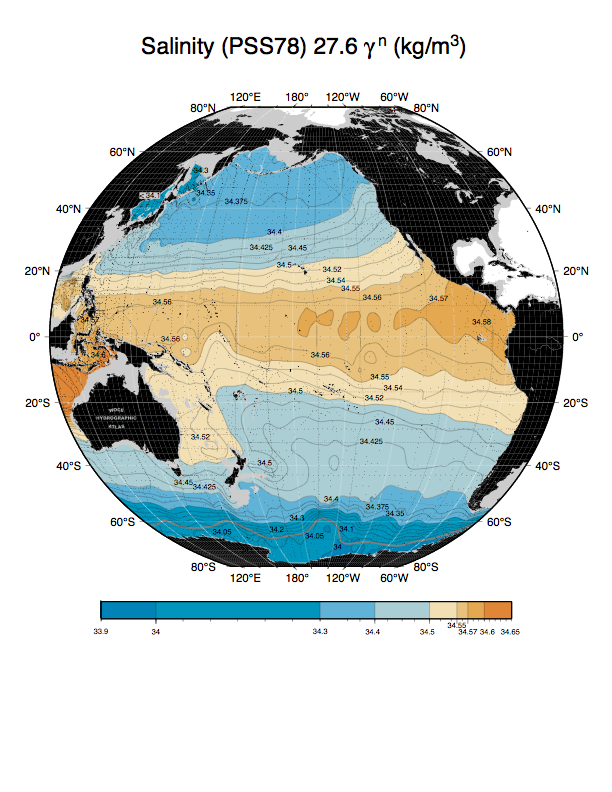 Salinity (PSS78) 27.6 γⁿ (kg/m³)
120°E 180° 120°W 60°W
80°N 80°N
60°N 60°N
34.3
34.35
34.375
40°N 40°N
34.4
34.425 34.45
34.5
34.52
20°N 20°N
34.54
34.55
34.56 34.56 34.57
34.58
0° 0°
34.56
34.6 34.56
34.55
34.54
34.5
34.52
20°S 20°S
WOCE
HYDROGRAPHIC
ATLAS
34.45
34.52
34.425
34.5
40°S 40°S
34.45
34.425
34.4
34.375
34.35
34.3
60°S 60°S
34.05 34.2 34.1
34.05
34
80°S 80°S
120°E 180° 120°W 60°W
33.9 34 34.3 34.4 34.5 34.55 34.57 34.6 34.65